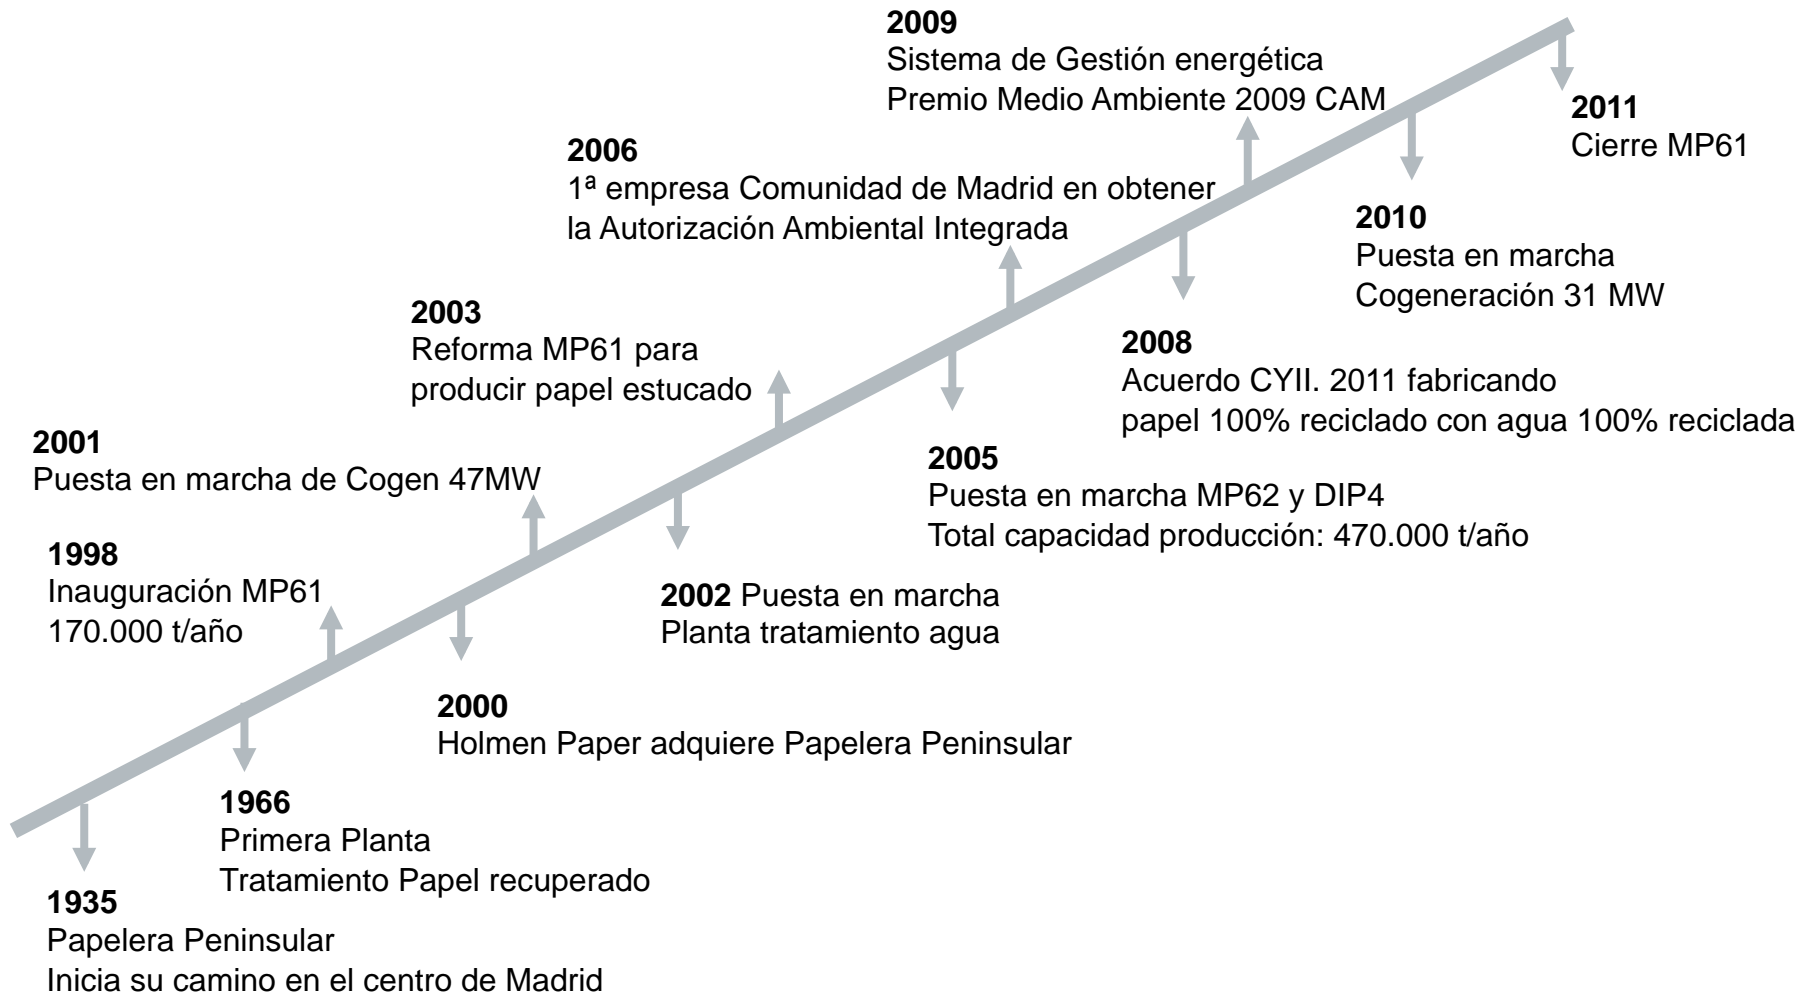 2009
Sistema de Gestión energética
Premio Medio Ambiente 2009 CAM
2011
Cierre MP61
2006
1ª empresa Comunidad de Madrid en obtener
la Autorización Ambiental Integrada
2010
Puesta en marcha
Cogeneración 31 MW
2003
Reforma MP61 para
producir papel estucado
2008
Acuerdo CYII. 2011 fabricando
papel 100% reciclado con agua 100% reciclada
2001
Puesta en marcha de Cogen 47MW
2005
Puesta en marcha MP62 y DIP4
Total capacidad producción: 470.000 t/año
1998
Inauguración MP61
170.000 t/año
2002 Puesta en marcha
Planta tratamiento agua
2000
Holmen Paper adquiere Papelera Peninsular
1966
Primera Planta
Tratamiento Papel recuperado
1935
Papelera Peninsular
Inicia su camino en el centro de Madrid